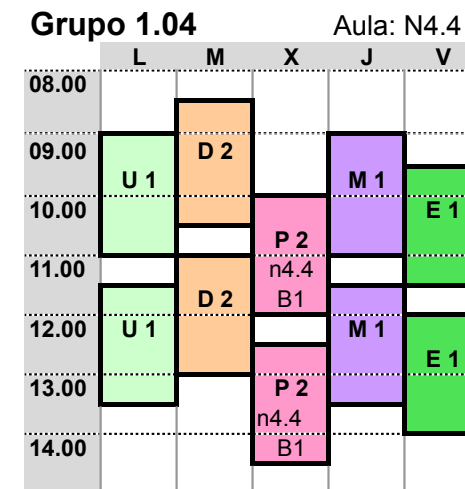 Grupo 1.04 Aula: N4.4
L M X J V
08.00
09.00 D 2
U 1 M 1
10.00 E 1
P 2
11.00 n4.4
D 2 B1
12.00 U 1 M 1
E 1
13.00 P 2
n4.4
14.00 B1